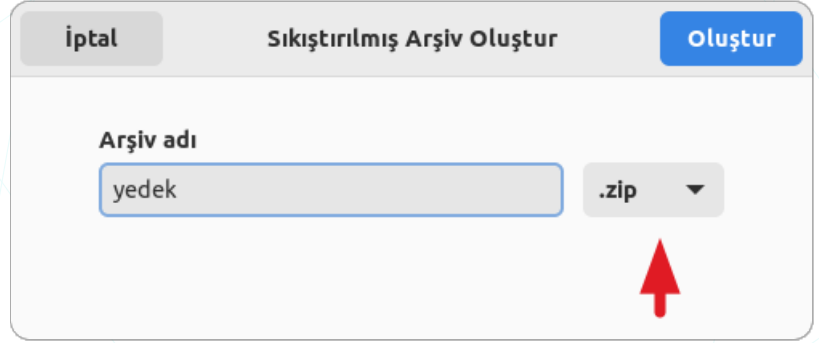 İptal Sıkıştırılmış Arşiv Oluştur Oluştur
Arşiv adı
yedek .zip